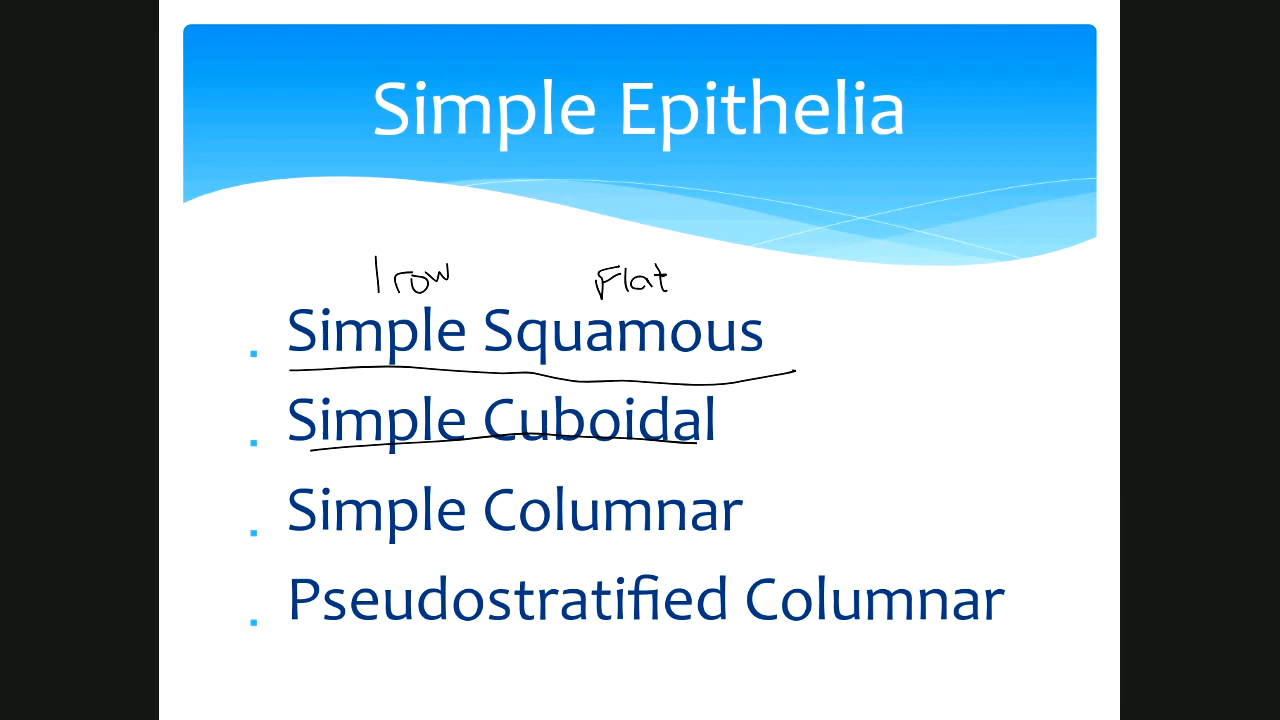 Simple Epithelia
1 row Flat
Simple Squamous
Simple Cuboidal
Simple Columnar
Pseudostratified Columnar